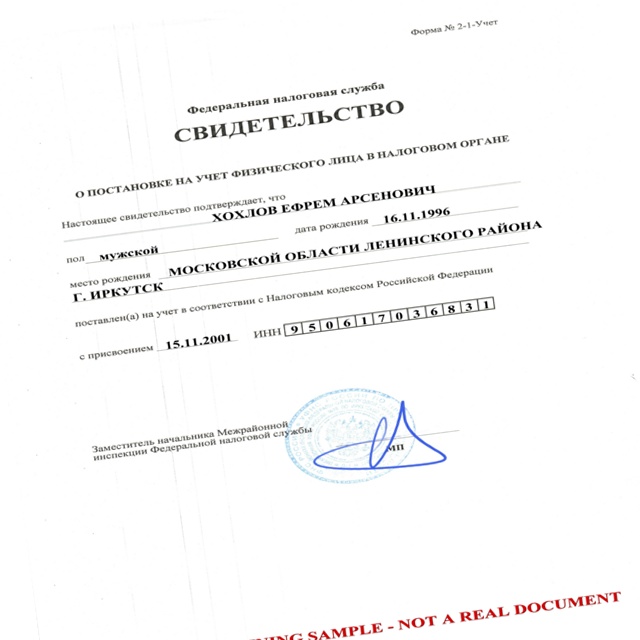 Форма № 2-1-Учет
Федеральная налоговая служба
СВИДЕТЕЛЬСТВО
О ПОСТАНОВКЕ НА УЧЕТ ФИЗИЧЕСКОГО ЛИЦА В НАЛОГОВОМ ОРГАНЕ
Настоящее свидетельство подтверждает, что
ХОХЛОВ ЕФРЕМ АРСЕНОВИЧ
пол мужской дата рождения 16.11.1996
место рождения МОСКОВСКОЙ ОБЛАСТИ ЛЕНИНСКОГО РАЙОНА
Г. ИРКУТСК
поставлен(а) на учет в соответствии с Налоговым кодексом Российской Федерации
с присвоением 15.11.2001 ИНН 950617036831
Заместитель начальника Межрайонной
инспекции Федеральной налоговой службы
МП
SAMPLE - NOT A REAL DOCUMENT